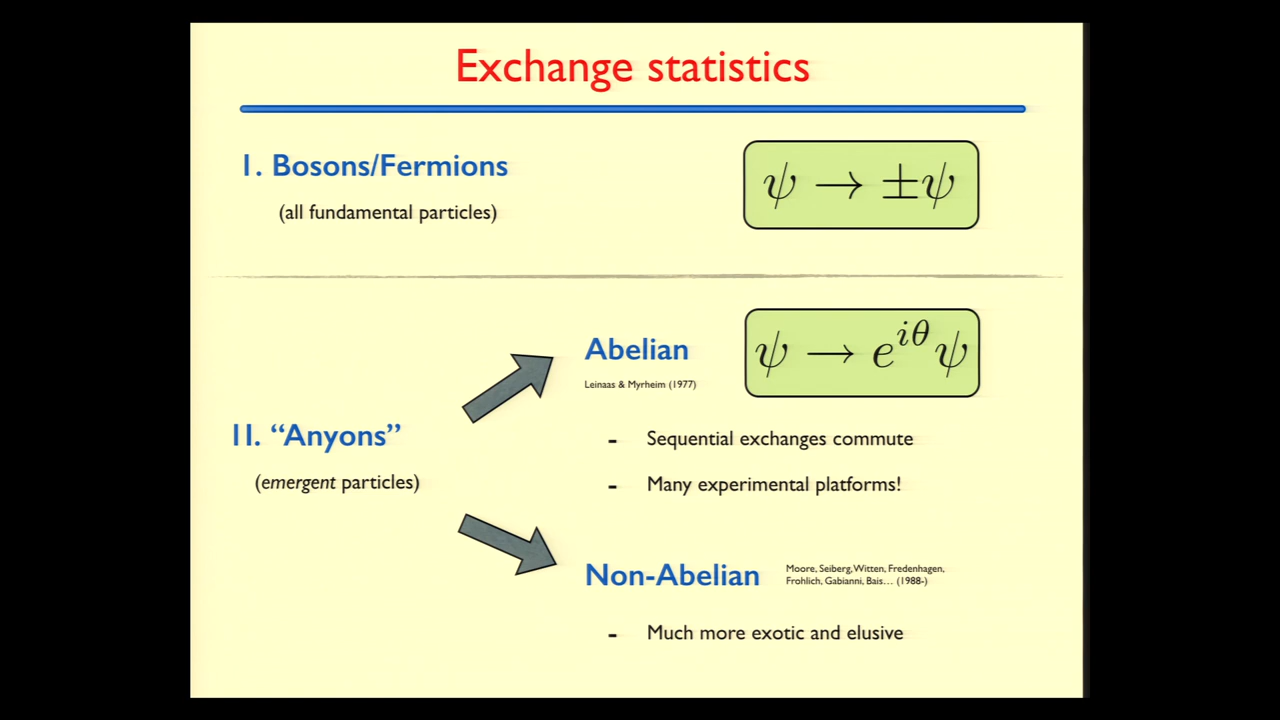 Exchange statistics
I. Bosons/Fermions
(all fundamental particles)
ψ → ±ψ
Abelian
Leinaas & Myrheim (1977)
ψ → e^{iθ} ψ
II. “Anyons”
(emergent particles)
- Sequential exchanges commute
- Many experimental platforms!
Non-Abelian
Moore, Seiberg, Witten, Fredenhagen,
Frohlich, Gabianni, Bais... (1988-)
- Much more exotic and elusive